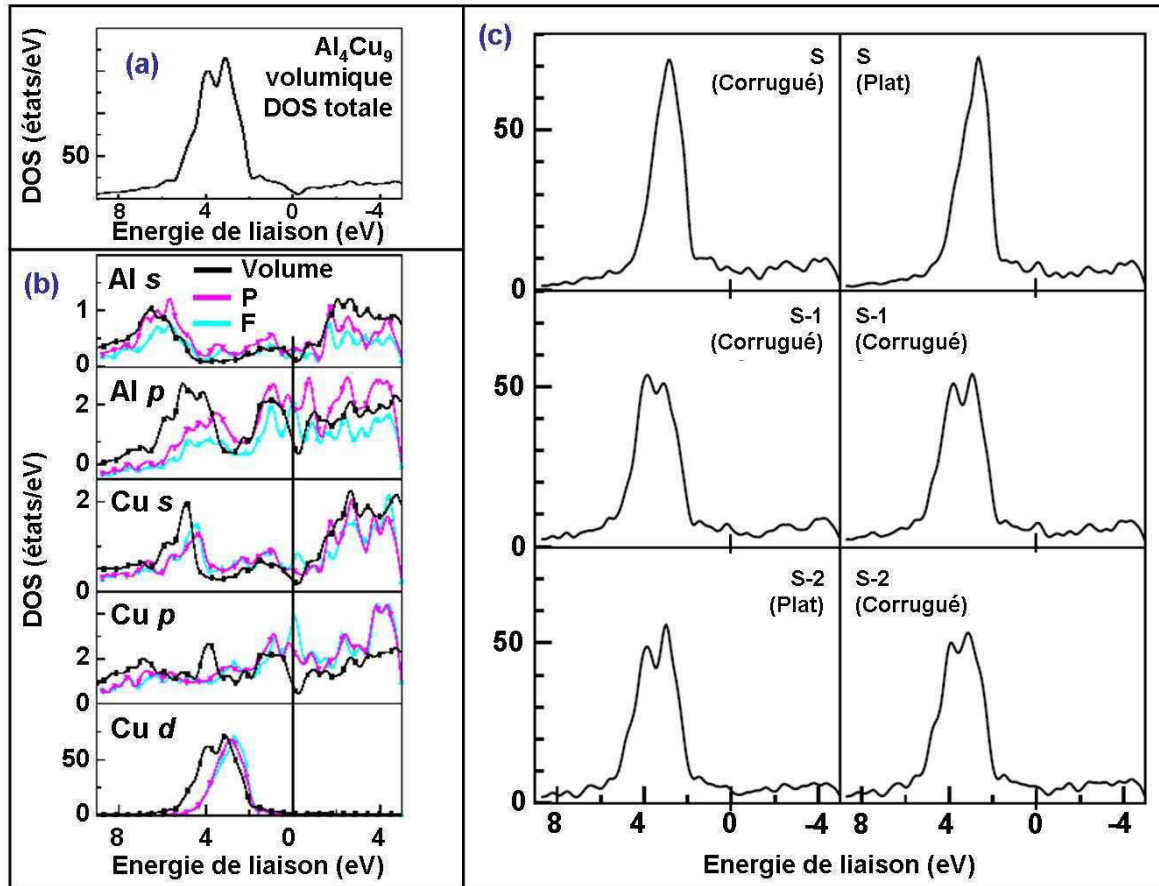 (a)
Al4Cu9
volumique
DOS totale
DOS (états/eV)
50
8 4 0 -4
Energie de liaison (eV)
(b)
Al s
Volume
P
F
1
0
Al p
2
0
Cu s
2
0
Cu p
2
0
Cu d
50
0
DOS (états/eV)
8 4 0 -4
Energie de liaison (eV)
(c)
S
(Corrugué)
S
(Plat)
50
0
S-1
(Corrugué)
S-1
(Corrugué)
50
0
S-2
(Plat)
S-2
(Corrugué)
50
0
8 4 0 -4
8 4 0 -4
Energie de liaison (eV)